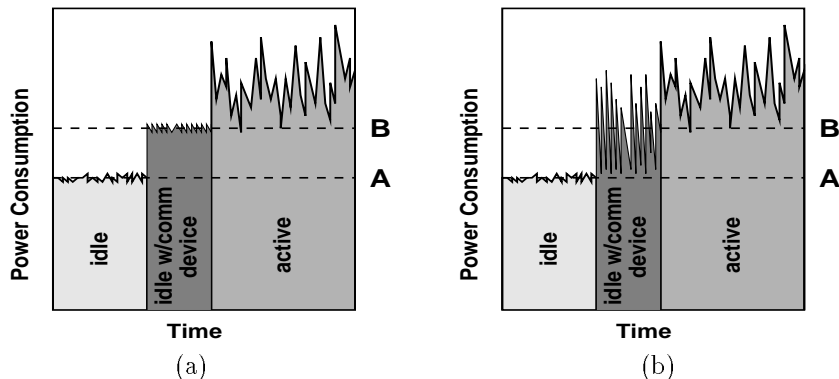 Power Consumption
idle
idle w/comm
device
active
B
A
Time
(a)
Power Consumption
idle
idle w/comm
device
active
B
A
Time
(b)